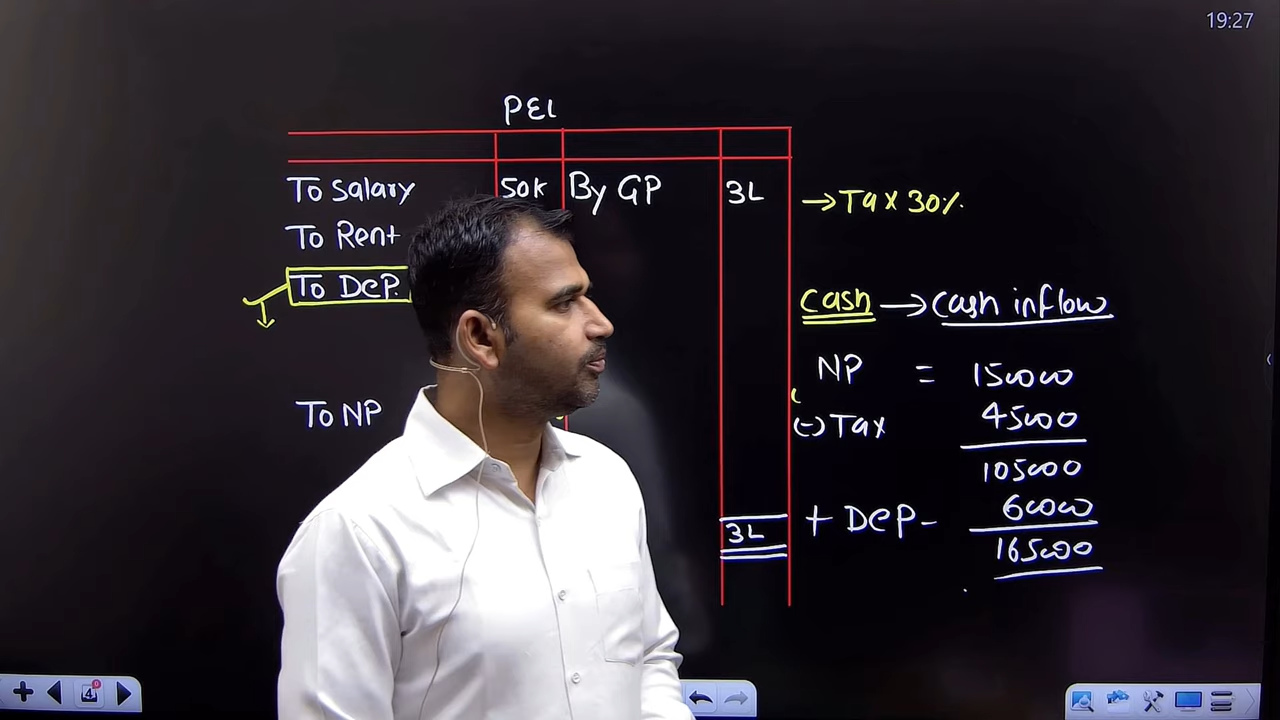 19:27
P&L
To Salary 50K By GP 3L → Tax 30%
To Rent
To Dep.
cash → cash inflow
NP = 150000
(-) Tax 45000
105000
To NP
+ Dep - 60000
3L
165000
4